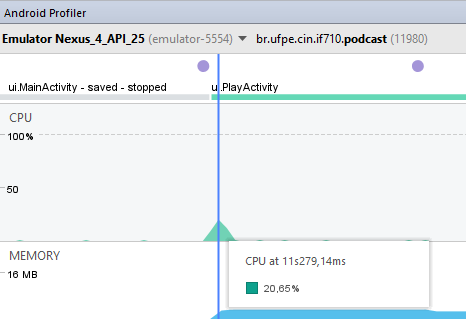 Android Profiler
Emulator Nexus_4_API_25 (emulator-5554) br.ufpe.cin.if710.podcast (11980)
ui.MainActivity - saved - stopped ui.PlayActivity
CPU
100%
50
MEMORY
16 MB
CPU at 11s279,14ms
20,65%